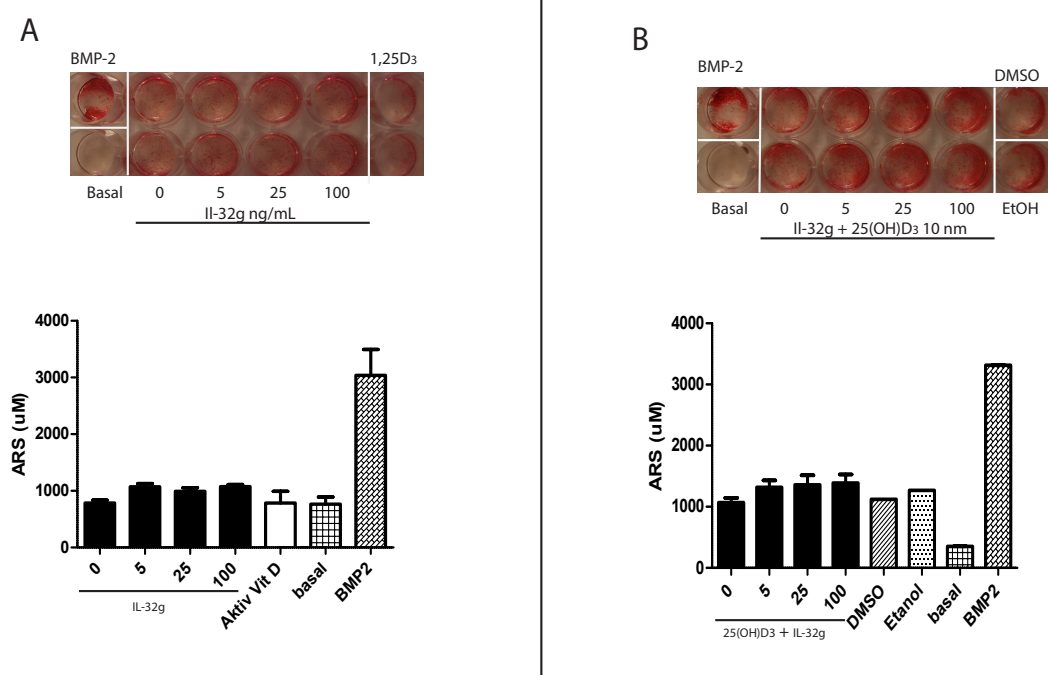 A
BMP-2
1,25D3
Basal
0 5 25 100
Il-32g ng/mL
4000
3000
2000
1000
0
ARS (uM)
0 5 25 100 Aktiv Vit D basal BMP2
IL-32g
B
BMP-2
DMSO
Basal
0 5 25 100
EtOH
Il-32g + 25(OH)D3 10 nm
4000
3000
2000
1000
0
ARS (uM)
0 5 25 100 DMSO Etanol basal BMP2
25(OH)D3 + IL-32g